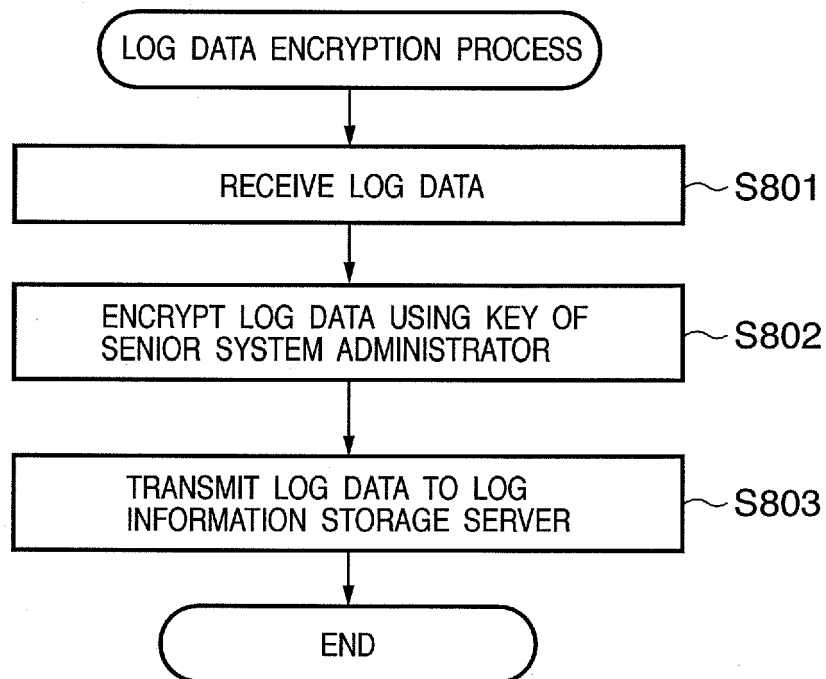 LOG DATA ENCRYPTION PROCESS
RECEIVE LOG DATA
S801
ENCRYPT LOG DATA USING KEY OF
SENIOR SYSTEM ADMINISTRATOR
S802
TRANSMIT LOG DATA TO LOG
INFORMATION STORAGE SERVER
S803
END